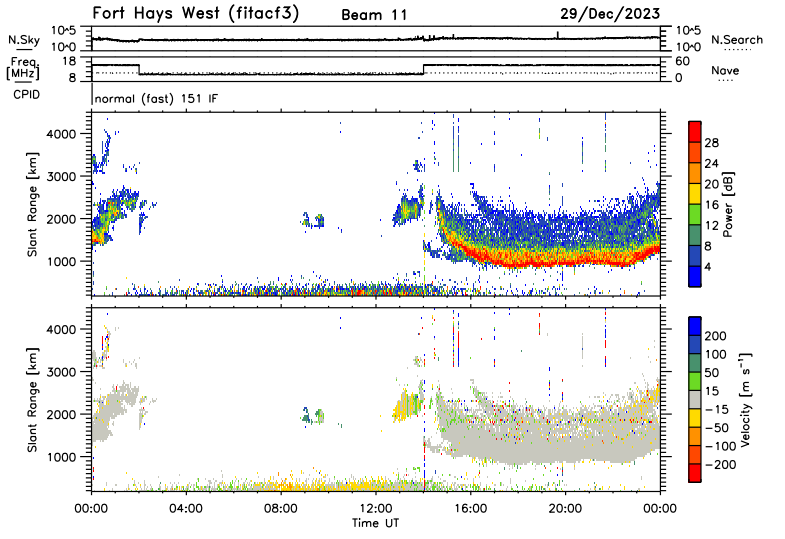 Fort Hays West (fitacf3) Beam 11 29/Dec/2023
N.Sky 10^5 10^0 10^5 10^0 N.Search
Freq. [MHz] 18 8 60 0 Nave
CPID normal (fast) 151 IF
Slant Range [km] 4000 3000 2000 1000
28 24 20 16 12 8 4 Power [dB]
Slant Range [km] 4000 3000 2000 1000
200 100 50 15 −15 −50 −100 −200 Velocity [m s⁻¹]
00:00 04:00 08:00 12:00 16:00 20:00 00:00
Time UT